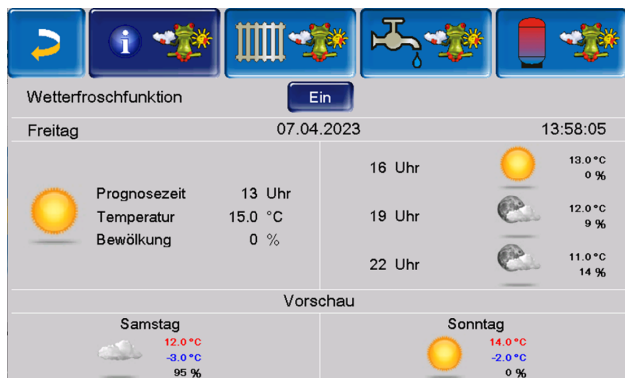 i
Wetterfroschfunktion Ein
Freitag 07.04.2023 13:58:05
Prognosezeit 13 Uhr
Temperatur 15.0 °C
Bewölkung 0 %
16 Uhr 13.0°C
0 %
19 Uhr 12.0°C
9 %
22 Uhr 11.0°C
14 %
Vorschau
Samstag
12.0°C
-3.0°C
95 %
Sonntag
14.0°C
-2.0°C
0 %